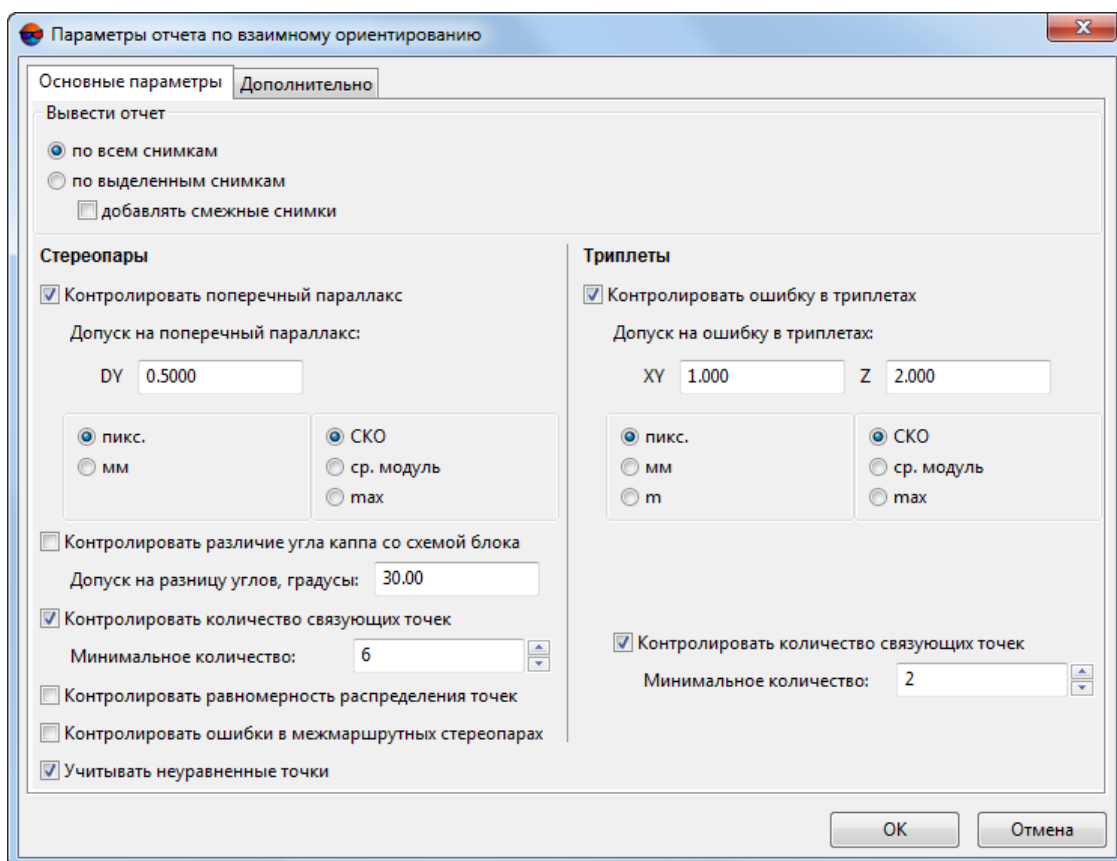 Параметры отчета по взаимному ориентированию
Основные параметры
Дополнительно
Вывести отчет
по всем снимкам
по выделенным снимкам
добавлять смежные снимки
Стереопары
Контролировать поперечный параллакс
Допуск на поперечный параллакс:
DY 0.5000
пикс.
мм
СКО
ср. модуль
max
Контролировать различие угла каппа со схемой блока
Допуск на разницу углов, градусы: 30.00
Контролировать количество связующих точек
Минимальное количество: 6
Контролировать равномерность распределения точек
Контролировать ошибки в межмаршрутных стереопарах
Учитывать неуравненные точки
Триплеты
Контролировать ошибку в триплетах
Допуск на ошибку в триплетах:
XY 1.000 Z 2.000
пикс.
мм
m
СКО
ср. модуль
max
Контролировать количество связующих точек
Минимальное количество: 2
OK
Отмена